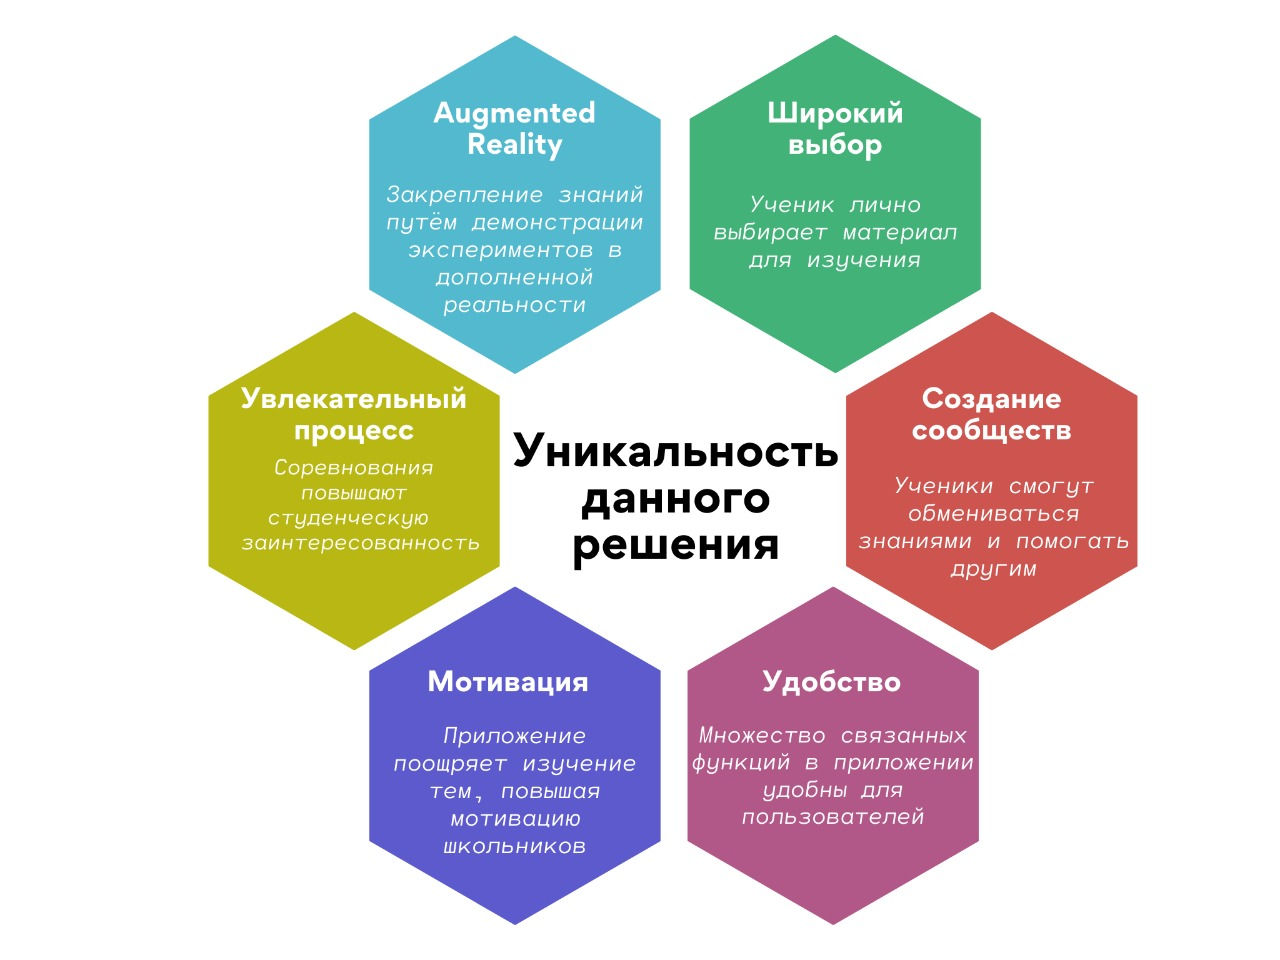 Augmented
Reality
Закрепление знаний
путём демонстрации
экспериментов в
дополненной
реальности
Широкий
выбор
Ученик лично
выбирает материал
для изучения
Увлекательный
процесс
Соревнования
повышают
студенческую
заинтересованность
Уникальность
данного
решения
Создание
сообществ
Ученики смогут
обмениваться
знаниями и помогать
другим
Мотивация
Приложение
поощряет изучение
тем, повышая
мотивацию
школьников
Удобство
Множество связанных
функций в приложении
удобны для
пользователей